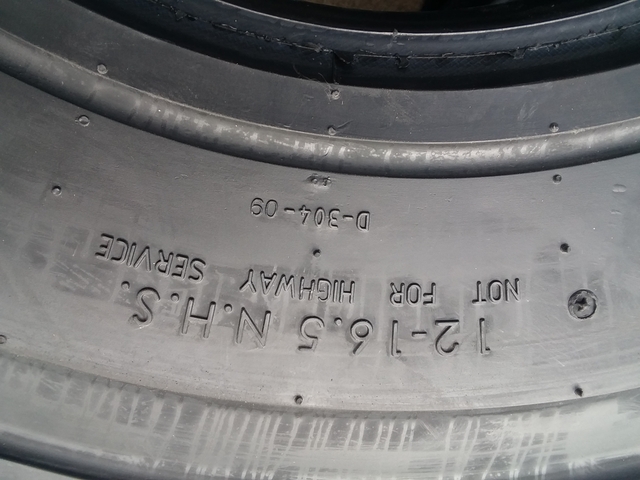 12-16.5 N.H.S.
NOT FOR HIGHWAY SERVICE
D-304-09